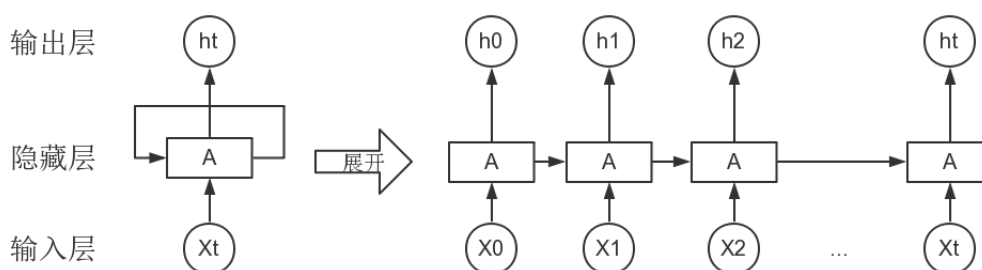 输出层 ht h0 h1 h2 ht
隐藏层 A 展开 A A A A
输入层 Xt X0 X1 X2 ... Xt